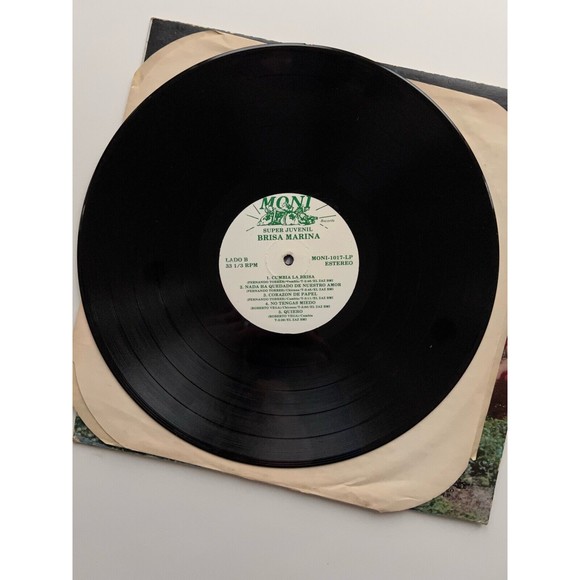 MONI
Records
SUPER JUVENIL
BRISA MARINA
LADO B
33 1/3 RPM
MONI-1017-LP
ESTEREO
1. CUMBIA LA BRISA
2. NADA HA QUEDADO DE NUESTRO AMOR
3. CORAZON DE PAPEL
4. NO TENGAS MIEDO
5. QUIERO